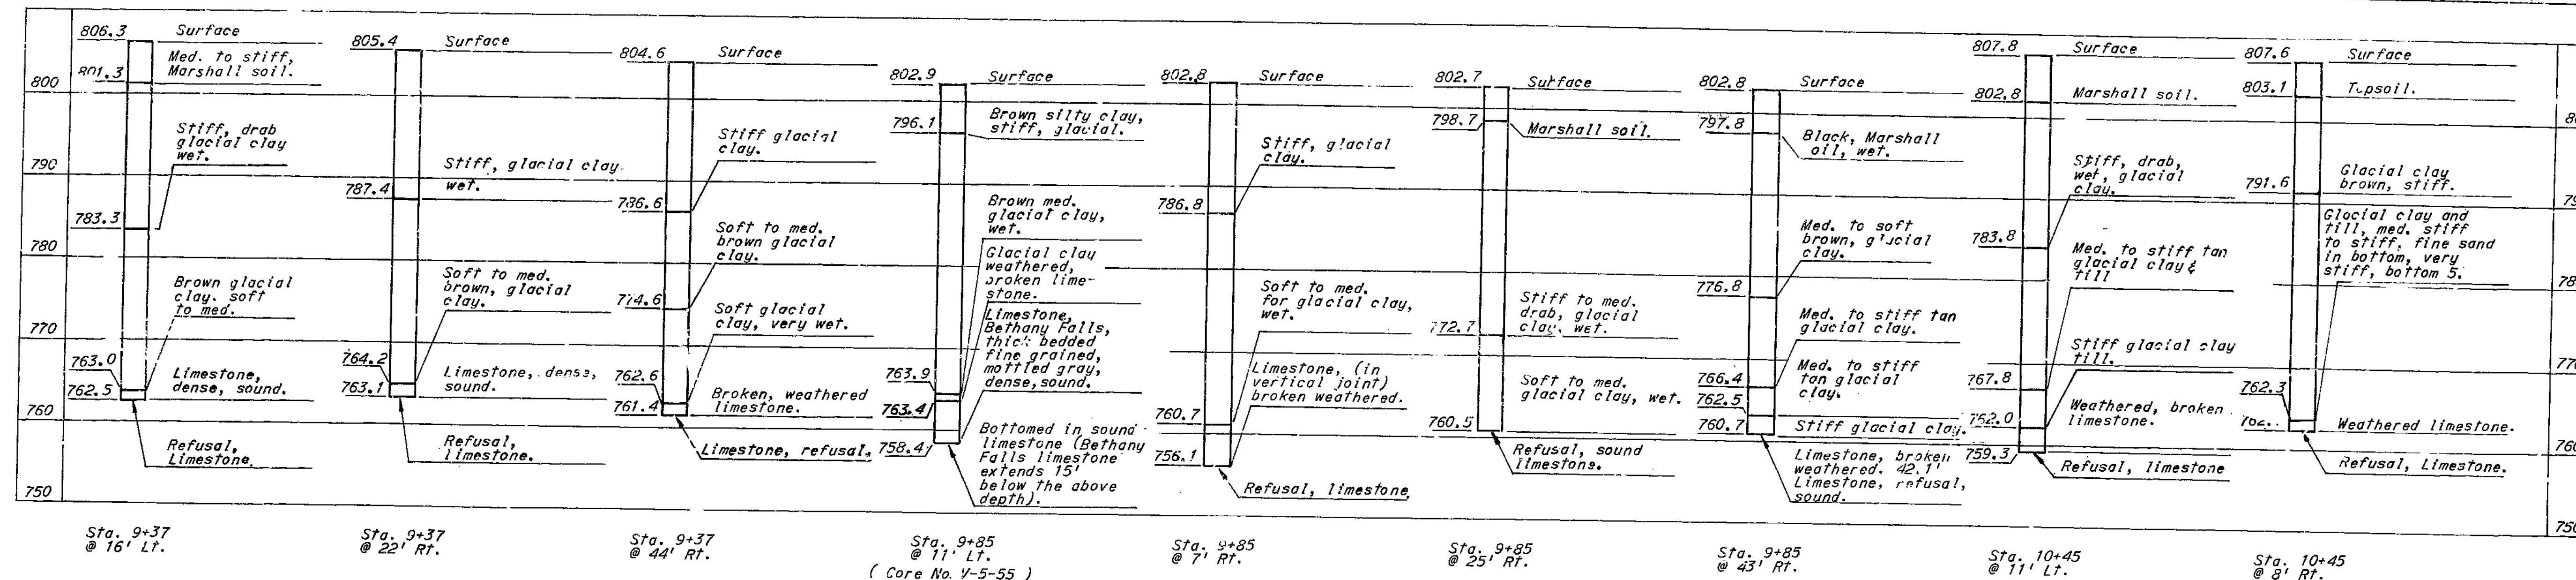 806.3
Surface
Med. to stiff,
Marshall soil.
801.3
Stiff, drab
glacial clay
wet.
783.3
Brown glacial
clay. soft
to med.
763.0
Limestone,
dense, sound.
762.5
Refusal,
Limestone
Sta. 9+37
@ 16' Lt.
805.4
Surface
Stiff, glacial clay
wet.
787.4
Soft to med.
brown, glacial
clay.
764.2
Limestone, dense,
sound.
763.1
Refusal,
limestone.
Sta. 9+37
@ 22' Rt.
804.6
Surface
Stiff glacial
clay.
786.6
Soft to med.
brown glacial
clay.
774.6
Soft glacial
clay, very wet.
762.6
Broken, weathered
limestone.
761.4
Limestone, refusal.
Sta. 9+37
@ 44' Rt.
802.9
Surface
Brown silty clay,
stiff, glacial.
796.1
Brown med.
glacial clay,
wet.
Glacial clay
weathered,
broken lime-
stone.
Limestone,
Bethany Falls,
thick bedded
fine grained,
mottled gray,
dense, sound.
763.9
763.4
758.4
Bottomed in sound
limestone (Bethany
Falls limestone
extends 15'
below the above
depth).
Sta. 9+85
@ 11' Lt.
( Core No. V-5-55 )
802.8
Surface
Stiff, glacial
clay.
786.8
Soft to med.
for glacial clay,
wet.
Limestone, (in
vertical joint)
broken weathered.
760.7
756.1
Refusal, limestone
Sta. 9+85
@ 7' Rt.
802.7
Surface
798.7
Marshall soil.
Stiff to med.
drab, glacial
clay, wet.
772.7
Soft to med.
glacial clay, wet.
760.5
Refusal, sound
limestone.
Sta. 9+85
@ 25' Rt.
802.8
Surface
797.8
Black, Marshall
oil, wet.
Med. to soft
brown, glacial
clay.
776.8
Med. to stiff tan
glacial clay.
Med. to stiff
tan glacial
clay.
766.4
762.5
760.7
Stiff glacial clay.
Limestone, broken
weathered. 42.1'
Limestone, refusal,
sound.
Sta. 9+85
@ 43' Rt.
807.8
Surface
802.8
Marshall soil.
Stiff, drab,
wet, glacial
clay.
783.8
Med. to stiff tan
glacial clay &
till
Stiff glacial clay
till.
767.8
Weathered, broken
limestone.
762.0
759.3
Refusal, limestone
Sta. 10+45
@ 11' Lt.
807.6
Surface
803.1
Topsoil.
Glacial clay
brown, stiff.
791.6
Glacial clay and
till, med. stiff
to stiff, fine sand
in bottom, very
stiff, bottom 5.
762.3
Weathered limestone.
Refusal, Limestone.
Sta. 10+45
@ 8' Rt.
800
790
780
770
760
750